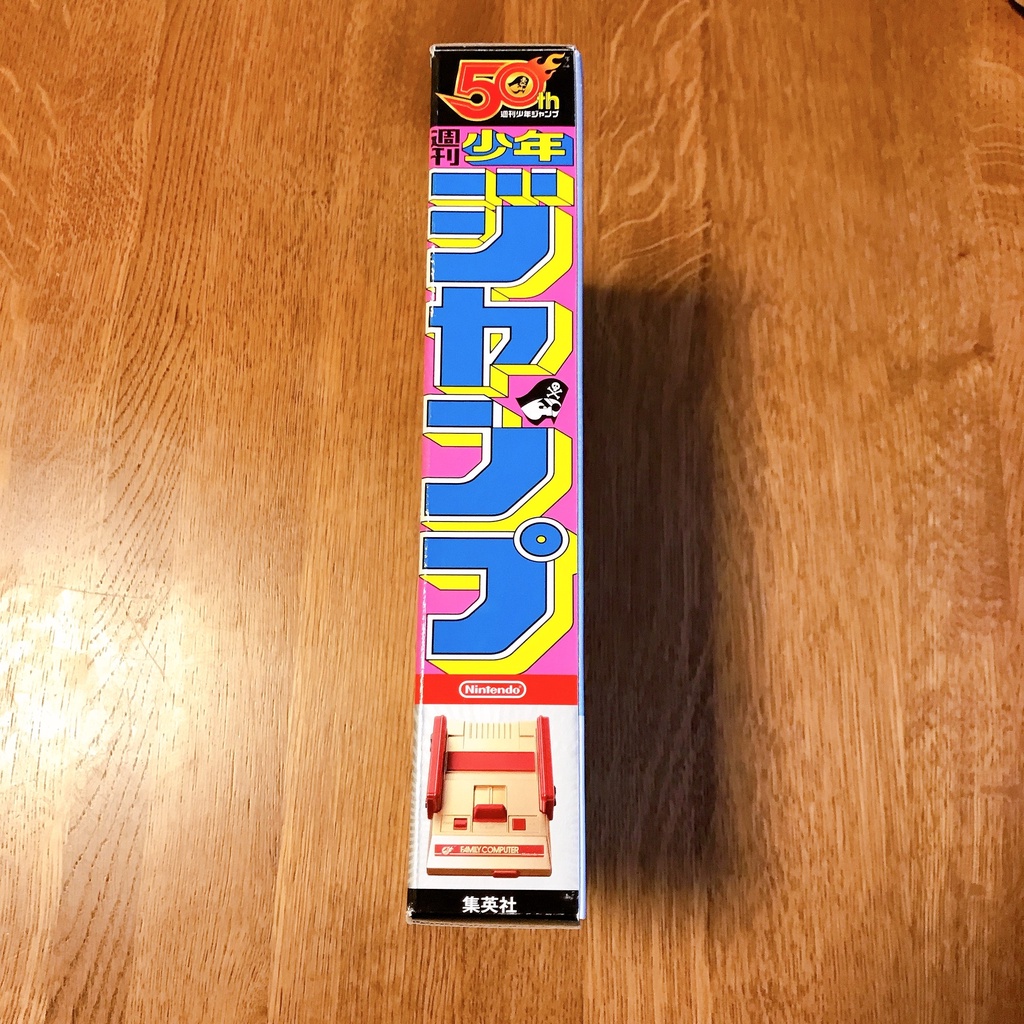 50th
週刊少年ジャンプ
週刊
少年
ジャンプ
Nintendo
FAMILY COMPUTER
集英社